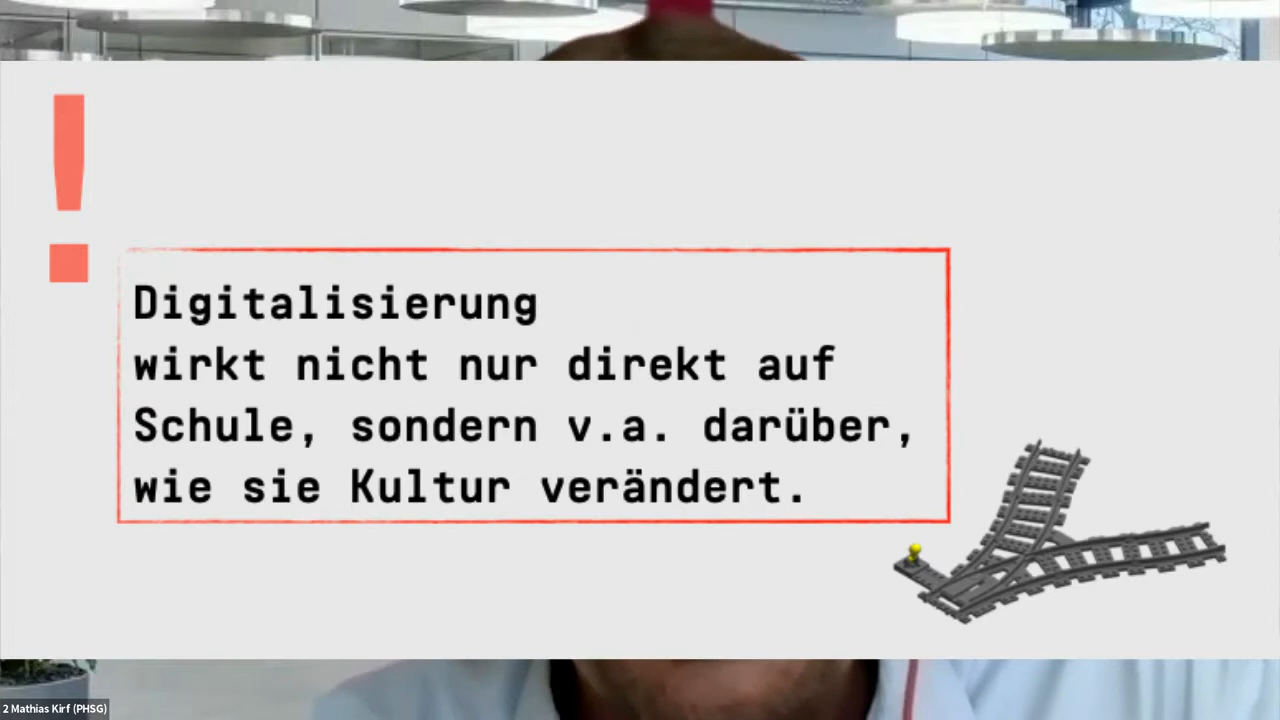 !
Digitalisierung
wirkt nicht nur direkt auf
Schule, sondern v.a. darüber,
wie sie Kultur verändert.
2 Mathias Kirf (PHSG)